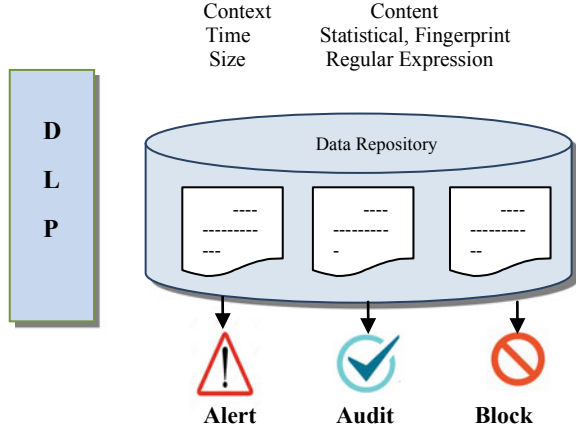 Context Content
Time Statistical, Fingerprint
Size Regular Expression
D
L
P
Data Repository
---- ---- ----
--------- --------- ---------
--- - --
Alert Audit Block